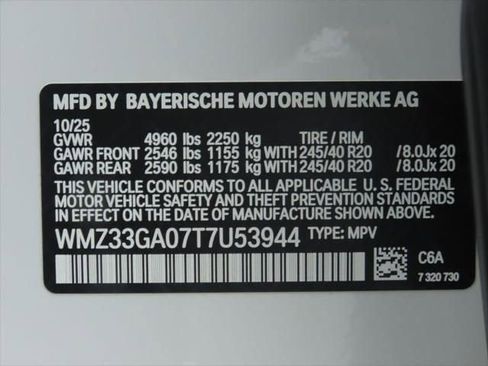 MFD BY BAYERISCHE MOTOREN WERKE AG
10/25
GVWR 4960 lbs 2250 kg TIRE / RIM
GAWR FRONT 2546 lbs 1155 kg WITH 245/40 R20 /8.0Jx 20
GAWR REAR 2590 lbs 1175 kg WITH 245/40 R20 /8.0Jx 20
THIS VEHICLE CONFORMS TO ALL APPLICABLE U. S. FEDERAL
MOTOR VEHICLE SAFETY AND THEFT PREVENTION STANDARDS
IN EFFECT ON THE DATE OF MANUFACTURE SHOWN ABOVE.
WMZ33GA07T7U53944 TYPE: MPV
C6A
7 320 730